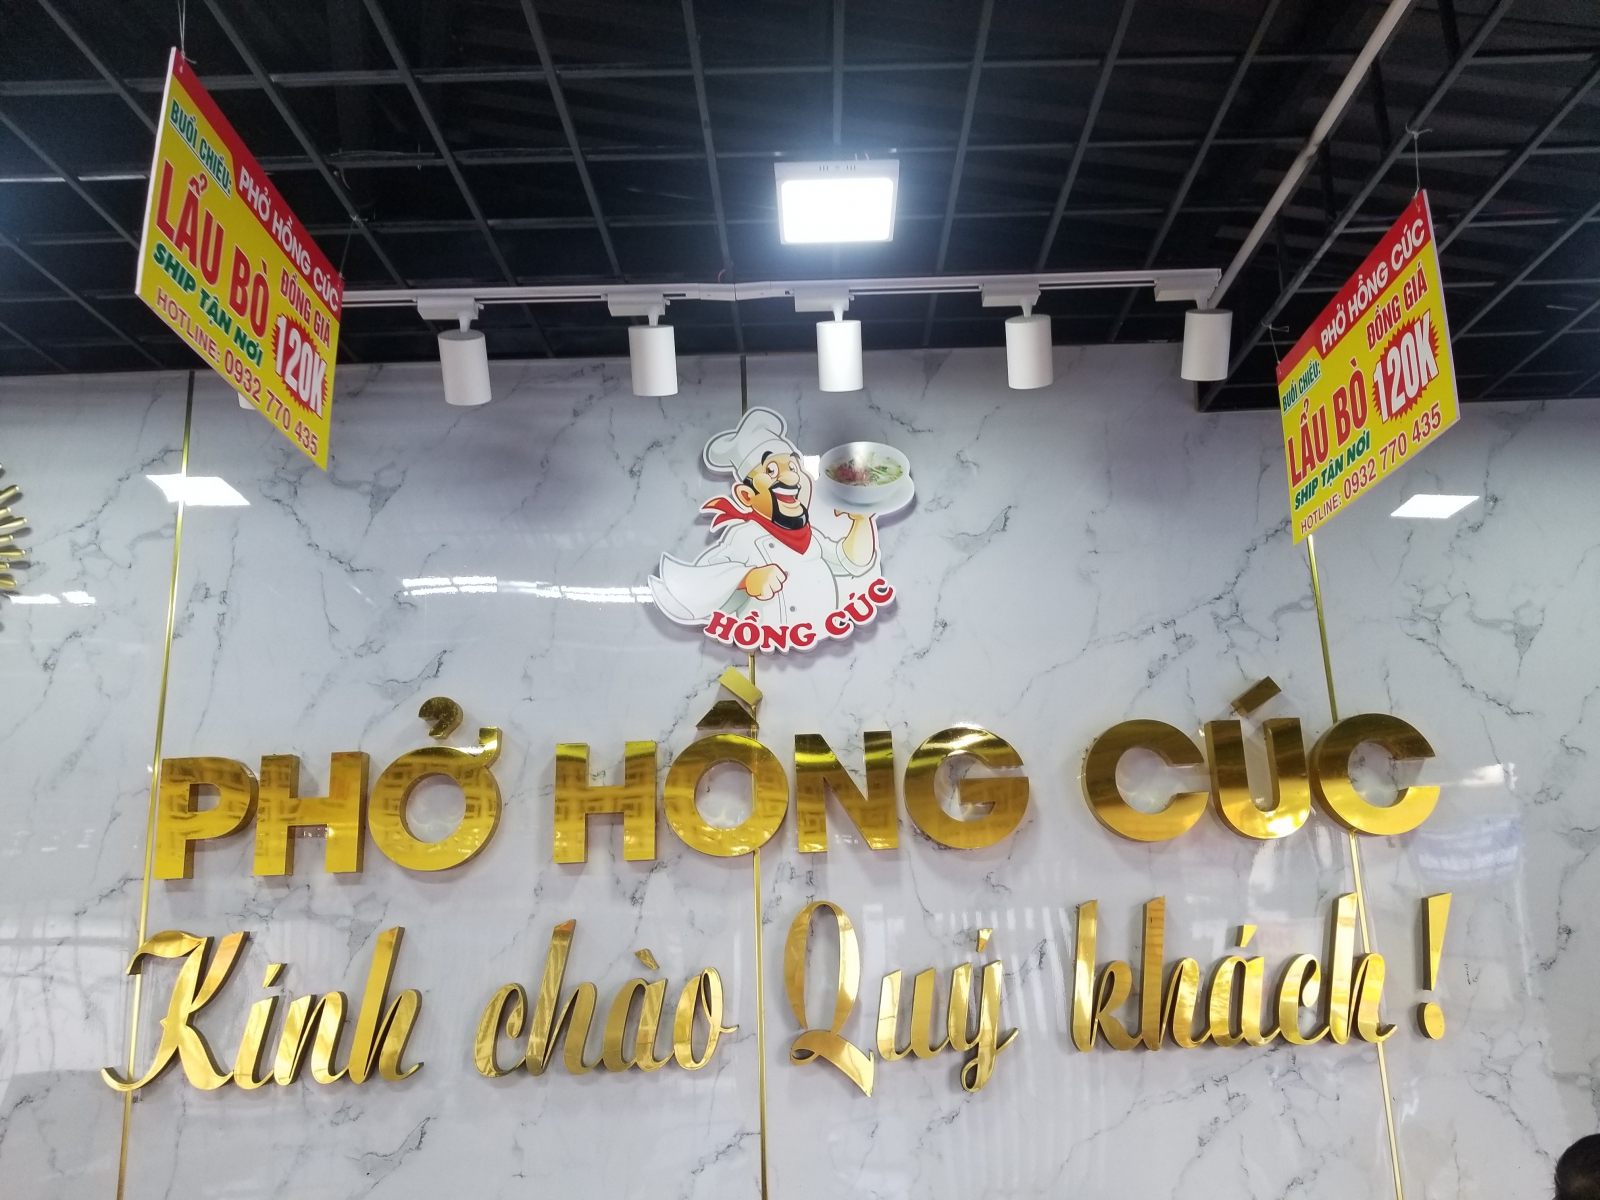 PHỞ HỒNG CÚC
BUỔI CHIỀU:
LẨU BÒ
ĐỒNG GIÁ
120K
SHIP TẬN NƠI
HOTLINE: 0932 770 435
PHỞ HỒNG CÚC
BUỔI CHIỀU:
LẨU BÒ
ĐỒNG GIÁ
120K
SHIP TẬN NƠI
HOTLINE: 0932 770 435
HỒNG CÚC
PHỞ HỒNG CÚC
Kính chào Quý khách!